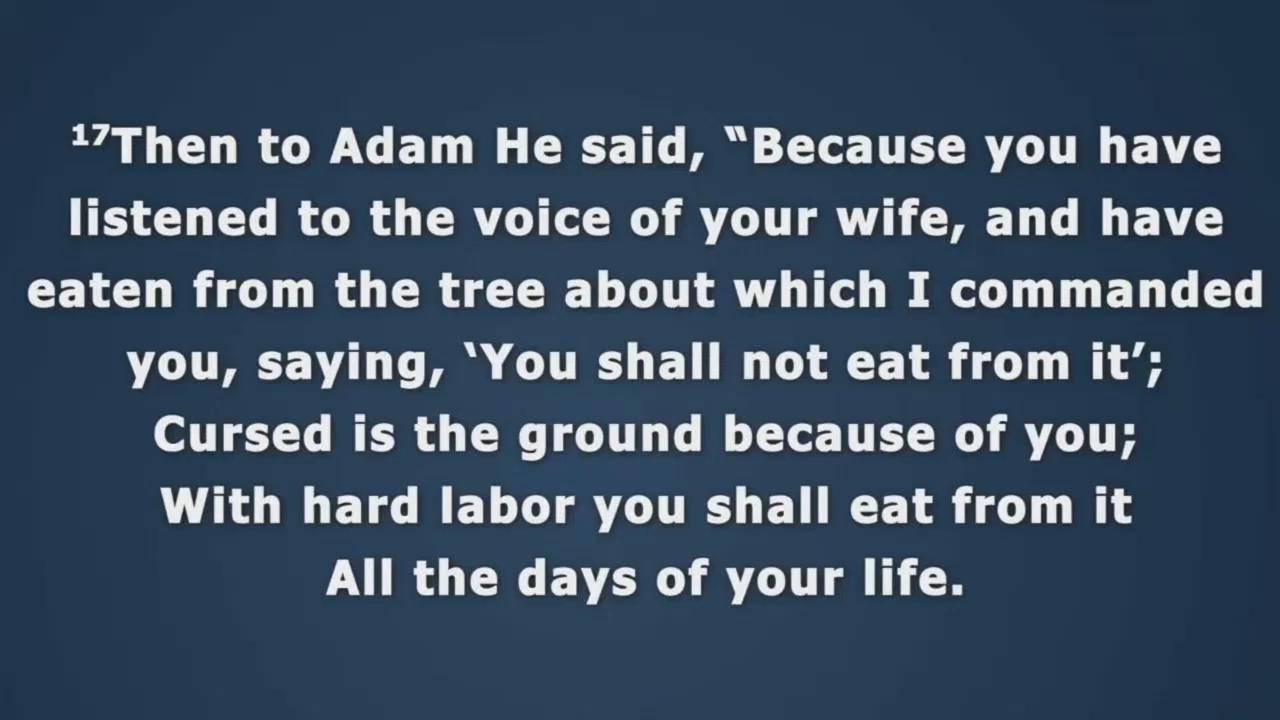 ¹⁷Then to Adam He said, “Because you have
listened to the voice of your wife, and have
eaten from the tree about which I commanded
you, saying, ‘You shall not eat from it’;
Cursed is the ground because of you;
With hard labor you shall eat from it
All the days of your life.